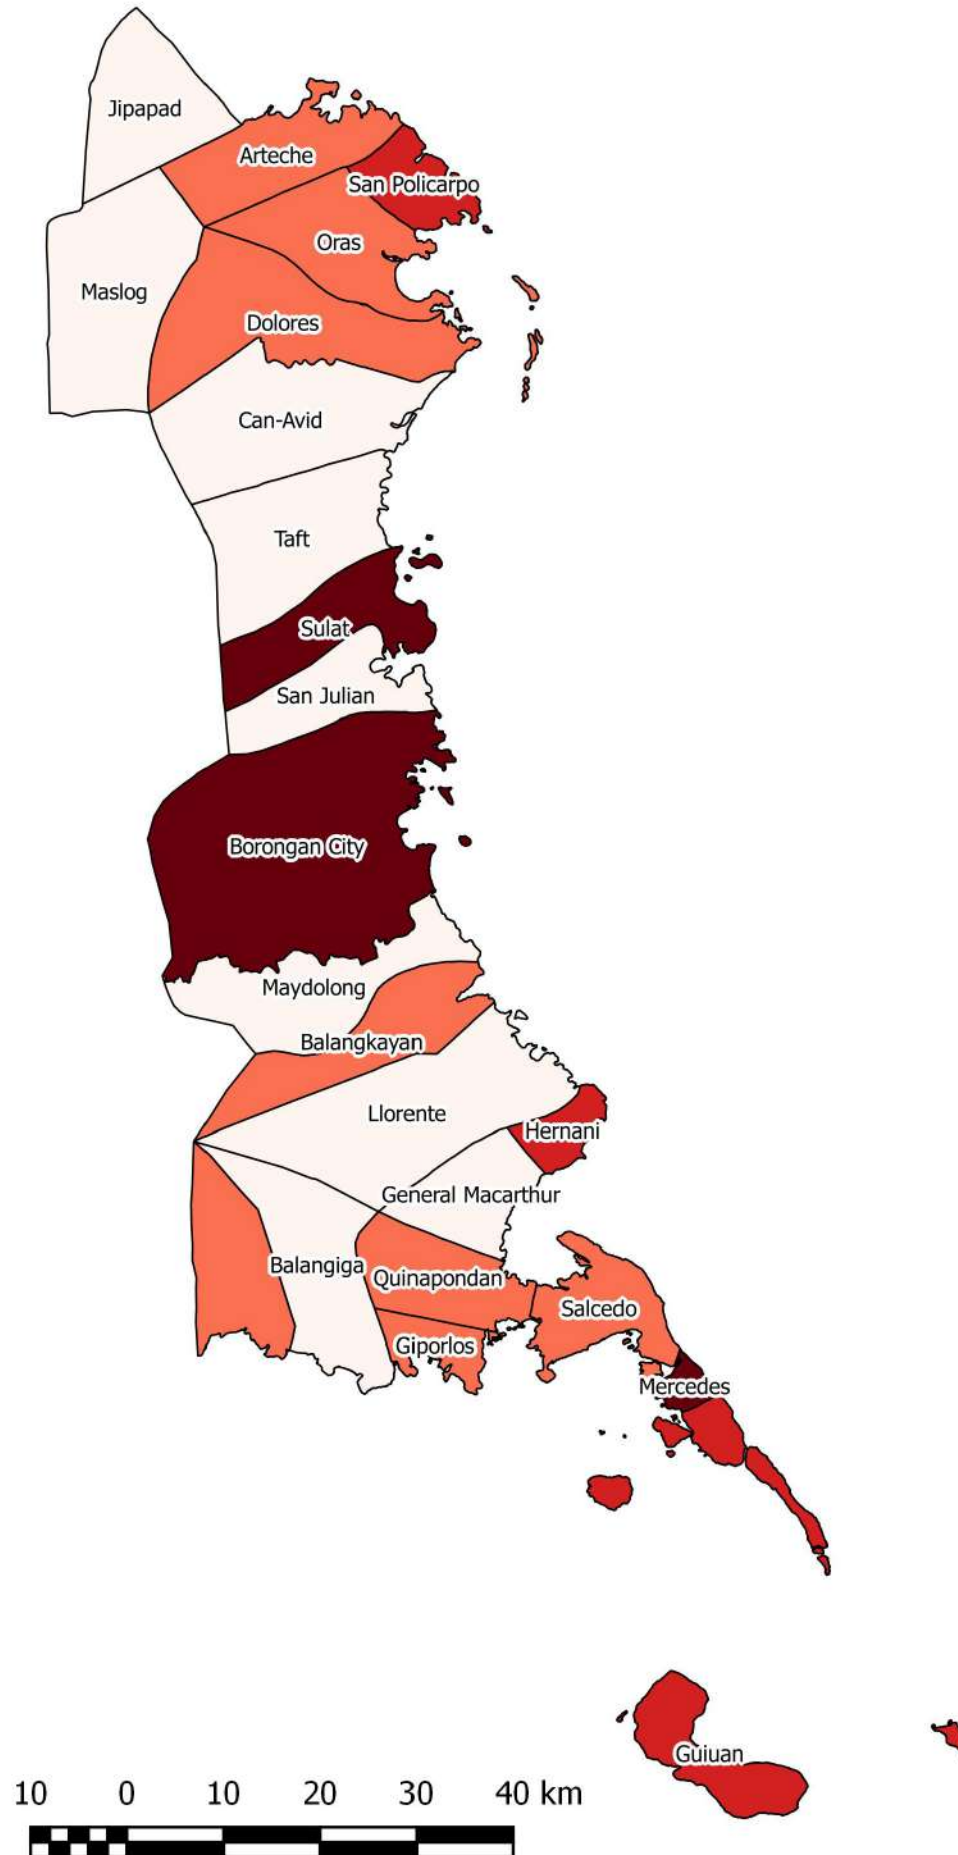 Jipapad
Arteche
San Policarpo
Oras
Maslog
Dolores
Can-Avid
Taft
Sulat
San Julian
Borongan City
Maydolong
Balangkayan
Llorente
Hernani
General Macarthur
Balangiga
Quinapondan
Salcedo
Giporlos
Mercedes
Guiuan
10 0 10 20 30 40 km